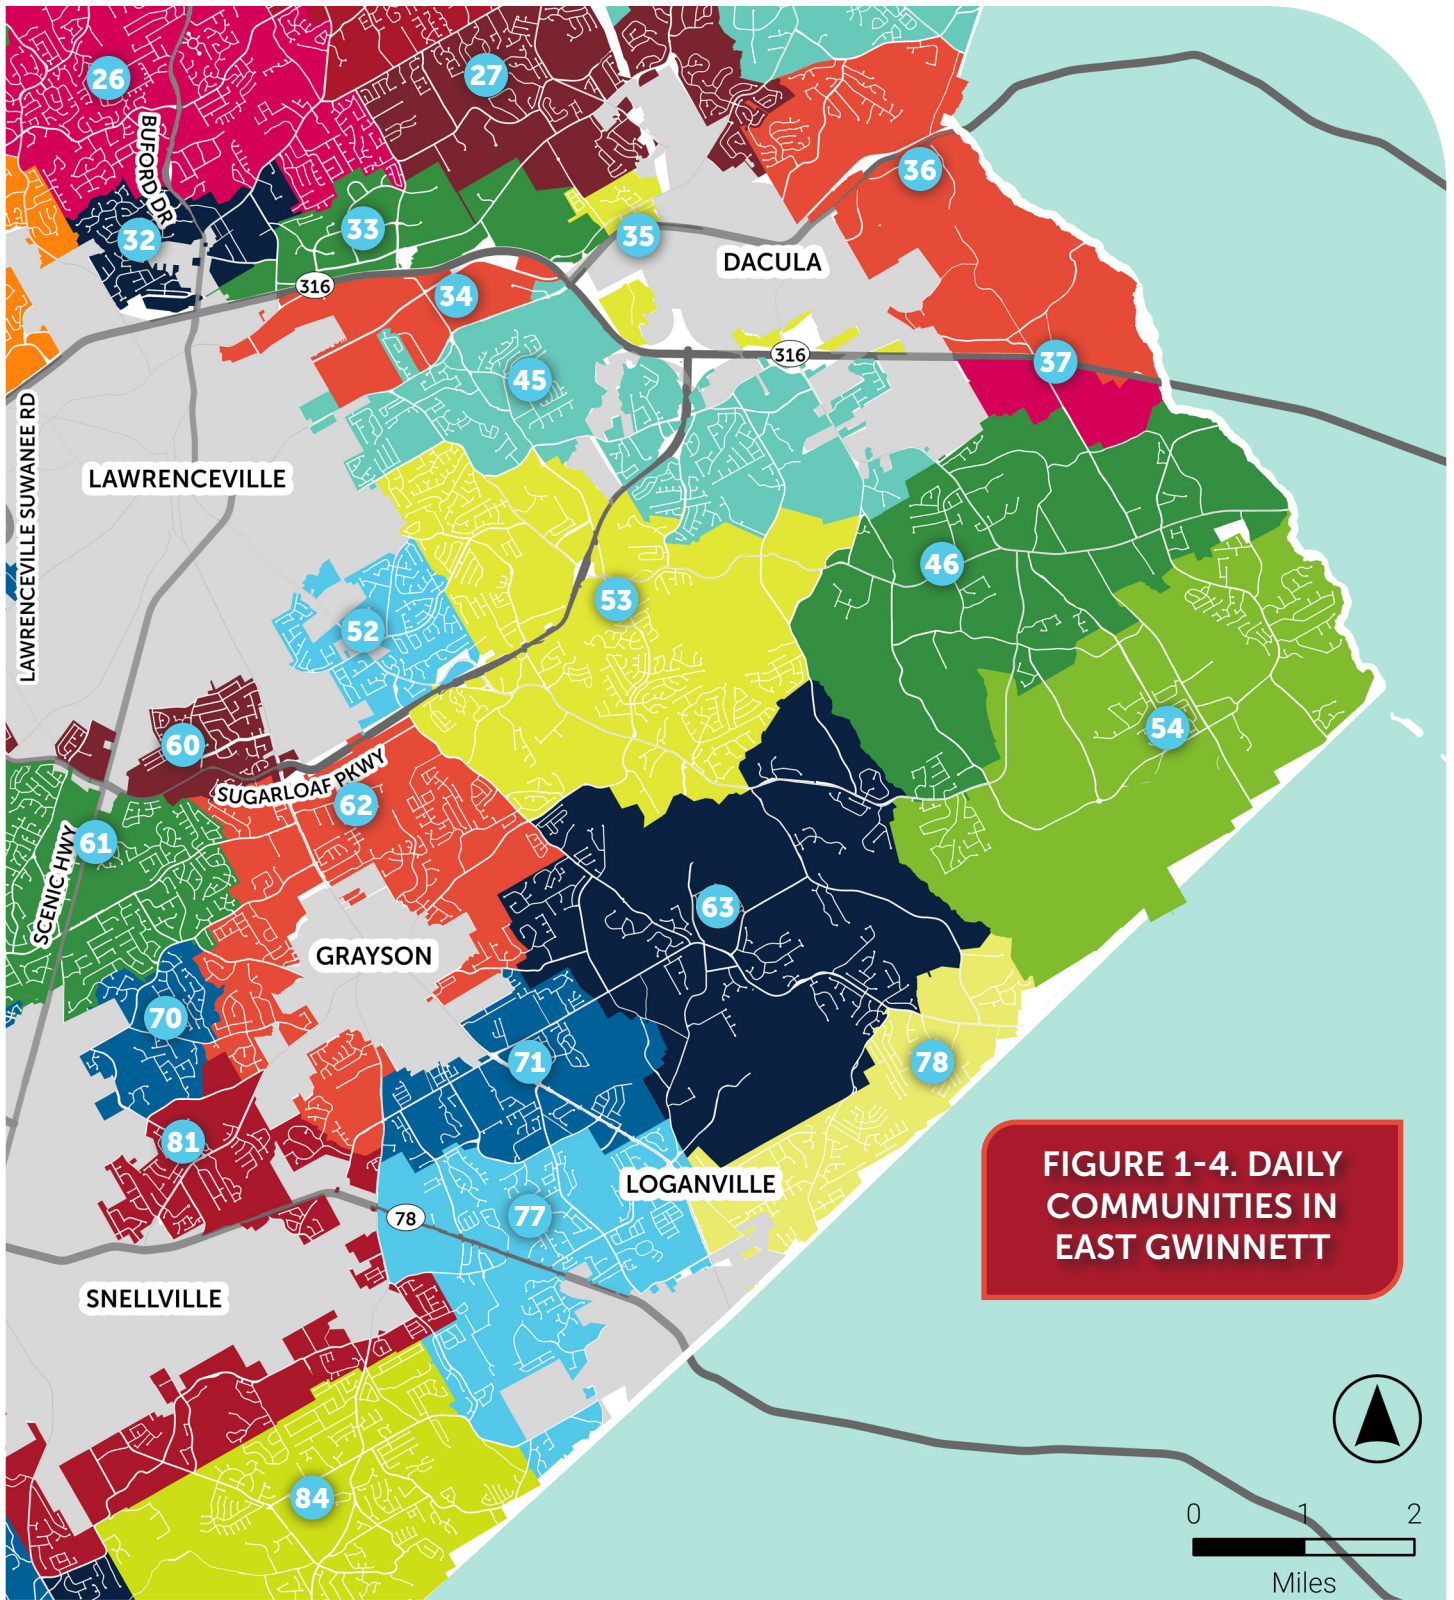 26
27
BUFORD DR
36
33
32
35
DACULA
316
34
316
37
45
LAWRENCEVILLE SUWANEE RD
LAWRENCEVILLE
46
53
52
54
60
SUGARLOAF PKWY
62
61
SCENIC HWY
63
GRAYSON
70
71
78
81
LOGANVILLE
77
78
SNELLVILLE
84
FIGURE 1-4. DAILY
COMMUNITIES IN
EAST GWINNETT
0 1 2
Miles